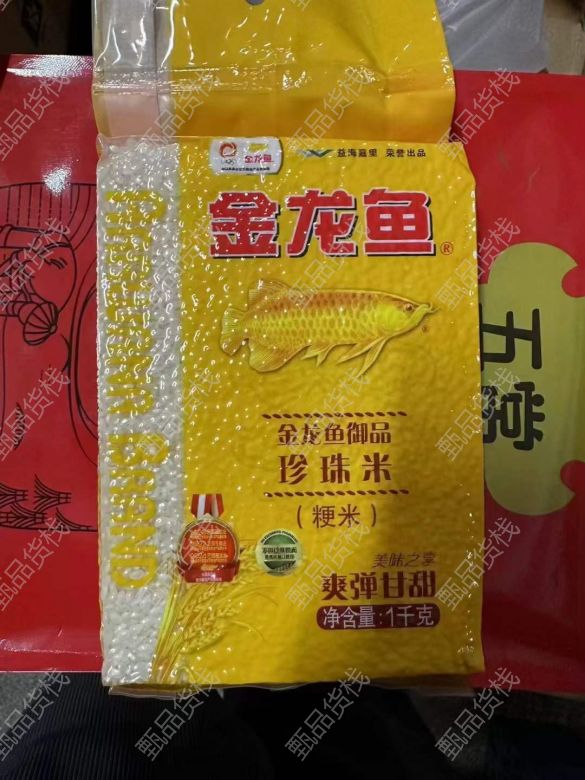 金龙鱼
益海嘉里 荣誉出品
金龙鱼®
GOLDEN BRAND
五常
金龙鱼御品
珍珠米
(粳米)
美味之享
爽弹甘甜
净含量:1千克
甄品货栈